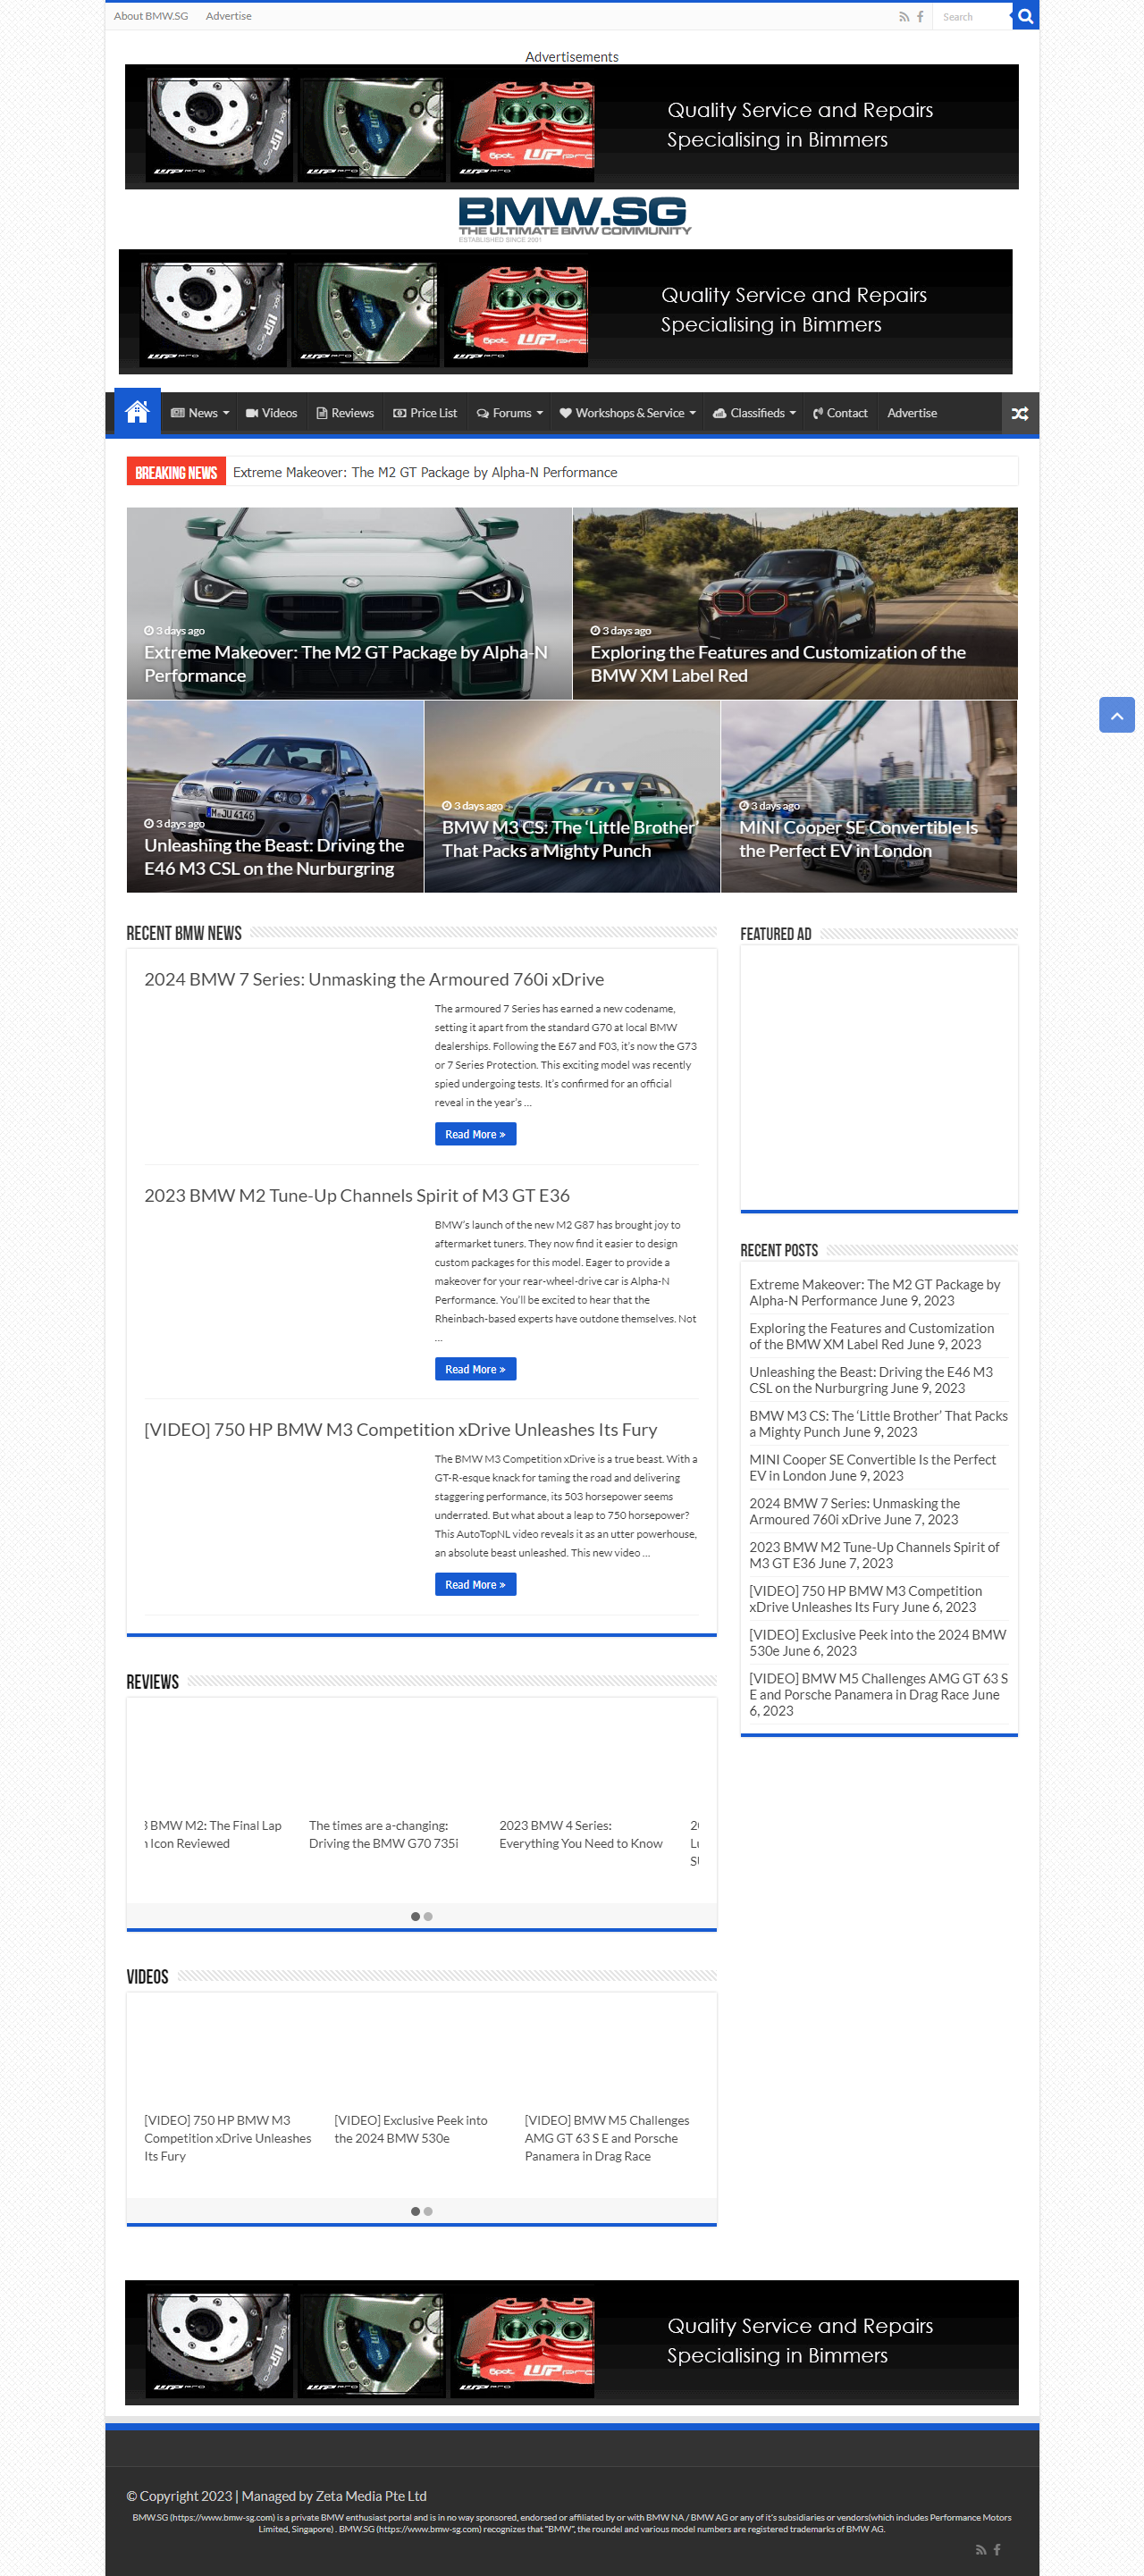 About BMW.SG
Advertise
Search
Advertisements
Quality Service and Repairs
Specialising in Bimmers
BMW.SG
THE ULTIMATE BMW COMMUNITY
ESTABLISHED SINCE 2001
Quality Service and Repairs
Specialising in Bimmers
News
Videos
Reviews
Price List
Forums
Workshops & Service
Classifieds
Contact
Advertise
BREAKING NEWS
Extreme Makeover: The M2 GT Package by Alpha-N Performance
3 days ago
Extreme Makeover: The M2 GT Package by Alpha-N
Performance
3 days ago
Exploring the Features and Customization of the
BMW XM Label Red
M·JU 4146
3 days ago
Unleashing the Beast: Driving the
E46 M3 CSL on the Nurburgring
3 days ago
BMW M3 CS: The ‘Little Brother’
That Packs a Mighty Punch
3 days ago
MINI Cooper SE Convertible Is
the Perfect EV in London
RECENT BMW NEWS
2024 BMW 7 Series: Unmasking the Armoured 760i xDrive
The armoured 7 Series has earned a new codename,
setting it apart from the standard G70 at local BMW
dealerships. Following the E67 and F03, it’s now the G73
or 7 Series Protection. This exciting model was recently
spied undergoing tests. It’s confirmed for an official
reveal in the year’s ...
Read More »
2023 BMW M2 Tune-Up Channels Spirit of M3 GT E36
BMW’s launch of the new M2 G87 has brought joy to
aftermarket tuners. They now find it easier to design
custom packages for this model. Eager to provide a
makeover for your rear-wheel-drive car is Alpha-N
Performance. You’ll be excited to hear that the
Rheinbach-based experts have outdone themselves. Not
...
Read More »
[VIDEO] 750 HP BMW M3 Competition xDrive Unleashes Its Fury
The BMW M3 Competition xDrive is a true beast. With a
GT-R-esque knack for taming the road and delivering
staggering performance, its 503 horsepower seems
underrated. But what about a leap to 750 horsepower?
This AutoTopNL video reveals it as an utter powerhouse,
an absolute beast unleashed. This new video ...
Read More »
FEATURED AD
RECENT POSTS
Extreme Makeover: The M2 GT Package by
Alpha-N Performance June 9, 2023
Exploring the Features and Customization
of the BMW XM Label Red June 9, 2023
Unleashing the Beast: Driving the E46 M3
CSL on the Nurburgring June 9, 2023
BMW M3 CS: The ‘Little Brother’ That Packs
a Mighty Punch June 9, 2023
MINI Cooper SE Convertible Is the Perfect
EV in London June 9, 2023
2024 BMW 7 Series: Unmasking the
Armoured 760i xDrive June 7, 2023
2023 BMW M2 Tune-Up Channels Spirit of
M3 GT E36 June 7, 2023
[VIDEO] 750 HP BMW M3 Competition
xDrive Unleashes Its Fury June 6, 2023
[VIDEO] Exclusive Peek into the 2024 BMW
530e June 6, 2023
[VIDEO] BMW M5 Challenges AMG GT 63 S
E and Porsche Panamera in Drag Race June
6, 2023
REVIEWS
BMW M2: The Final Lap
Icon Reviewed
The times are a-changing:
Driving the BMW G70 735i
2023 BMW 4 Series:
Everything You Need to Know
VIDEOS
[VIDEO] 750 HP BMW M3
Competition xDrive Unleashes
Its Fury
[VIDEO] Exclusive Peek into
the 2024 BMW 530e
[VIDEO] BMW M5 Challenges
AMG GT 63 S E and Porsche
Panamera in Drag Race
Quality Service and Repairs
Specialising in Bimmers
© Copyright 2023 | Managed by Zeta Media Pte Ltd
BMW.SG (https://www.bmw-sg.com) is a private BMW enthusiast portal and is in no way sponsored, endorsed or affiliated by or with BMW NA / BMW AG or any of it's subsidiaries or vendors(which includes Performance Motors
Limited, Singapore) . BMW.SG (https://www.bmw-sg.com) recognizes that "BMW", the roundel and various model numbers are registered trademarks of BMW AG.